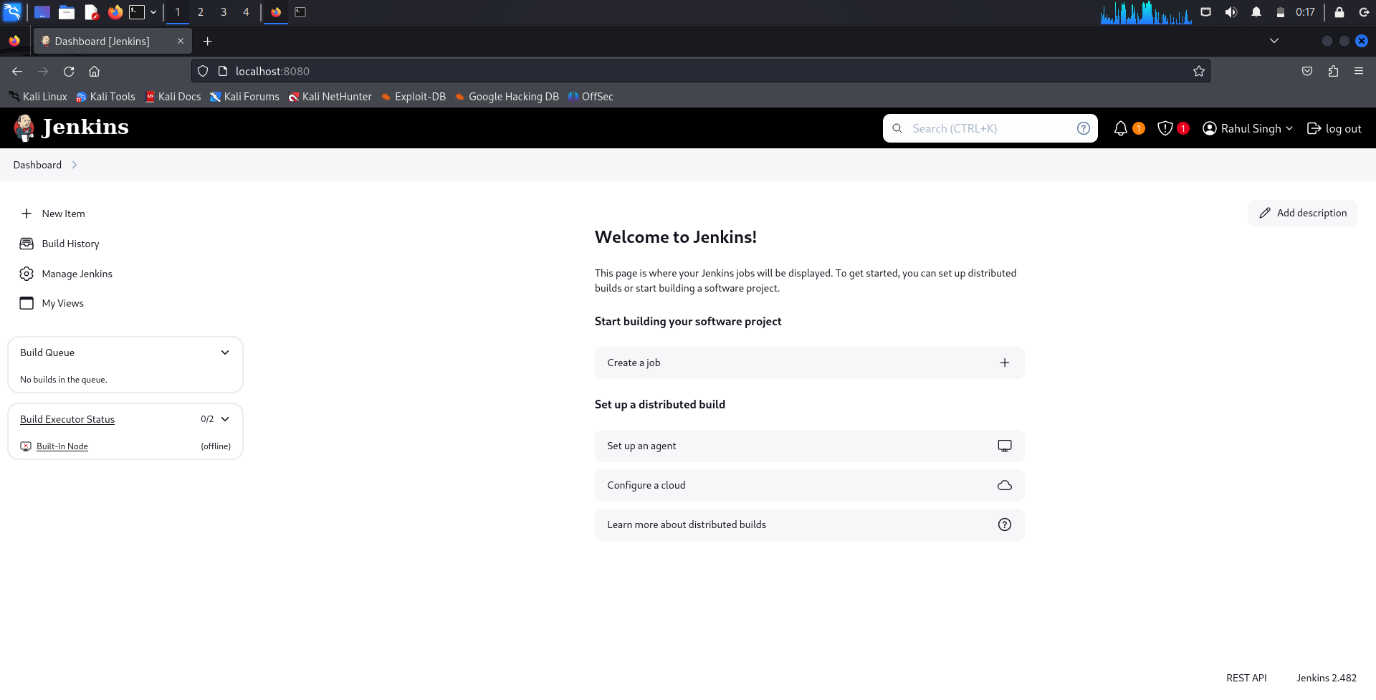 1 2 3 4 0:17
Dashboard [Jenkins]
localhost:8080
Kali Linux Kali Tools Kali Docs Kali Forums Kali NetHunter Exploit-DB Google Hacking DB OffSec
Jenkins Search (CTRL+K) 1 1 Rahul Singh log out
Dashboard
New Item
Build History
Manage Jenkins
My Views
Build Queue
No builds in the queue.
Build Executor Status 0/2
Built-In Node (offline)
Add description
Welcome to Jenkins!
This page is where your Jenkins jobs will be displayed. To get started, you can set up distributed
builds or start building a software project.
Start building your software project
Create a job
Set up a distributed build
Set up an agent
Configure a cloud
Learn more about distributed builds
REST API Jenkins 2.482